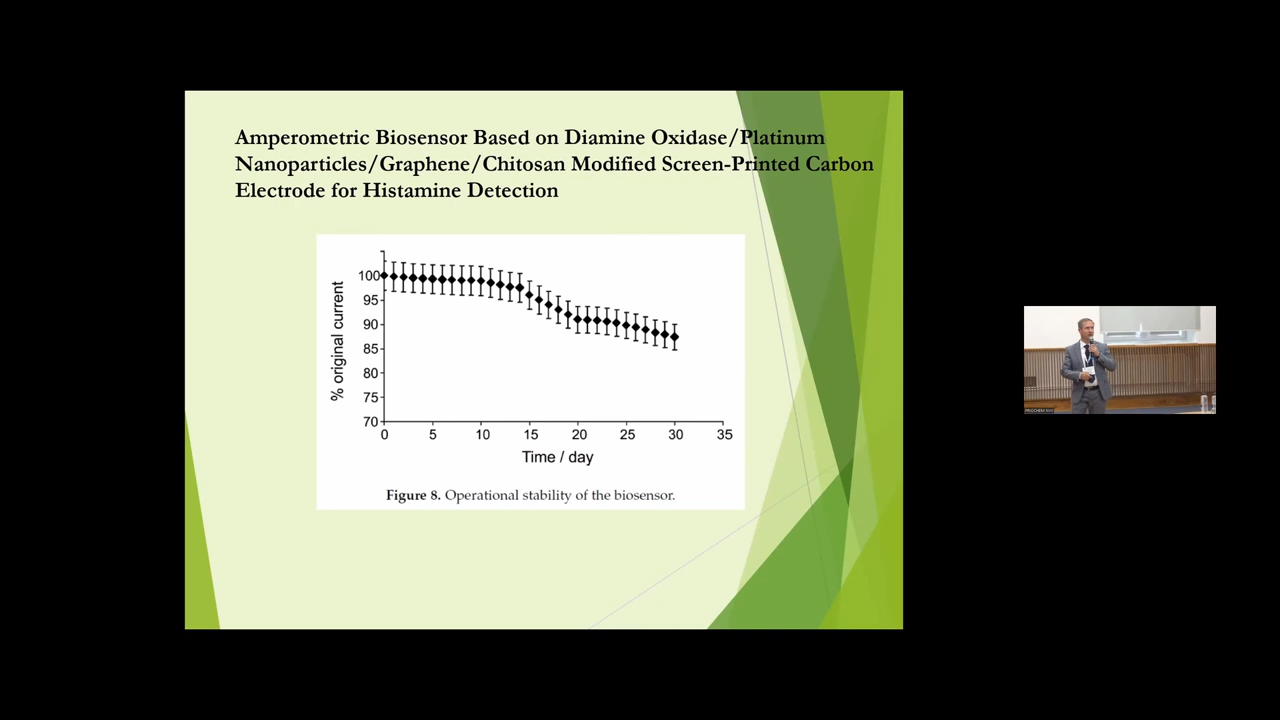 Amperometric Biosensor Based on Diamine Oxidase/Platinum
Nanoparticles/Graphene/Chitosan Modified Screen-Printed Carbon
Electrode for Histamine Detection
% original current
100
95
90
85
80
75
70
0 5 10 15 20 25 30 35
Time / day
Figure 8. Operational stability of the biosensor.